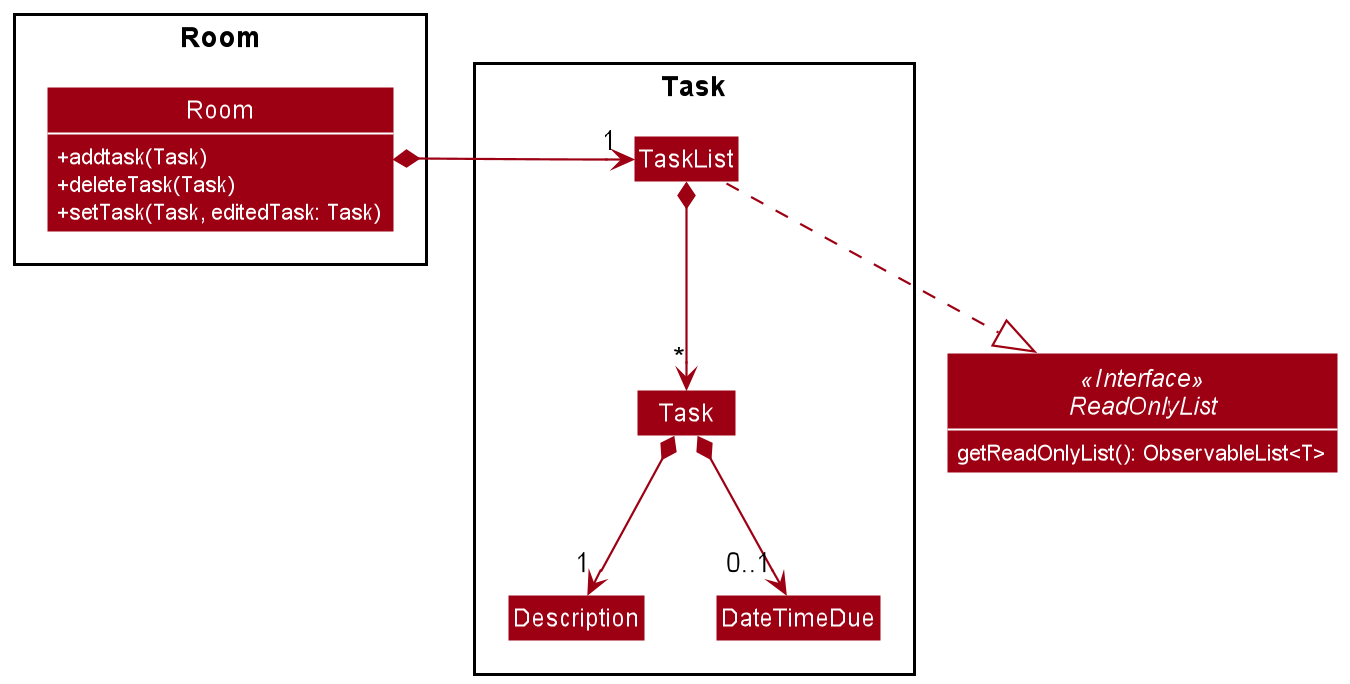 Room
Room
+addtask(Task)
+deleteTask(Task)
+setTask(Task, editedTask: Task)
Task
1
TaskList
*
Task
«Interface»
ReadOnlyList
getReadOnlyList(): ObservableList<T>
1
0..1
Description
DateTimeDue